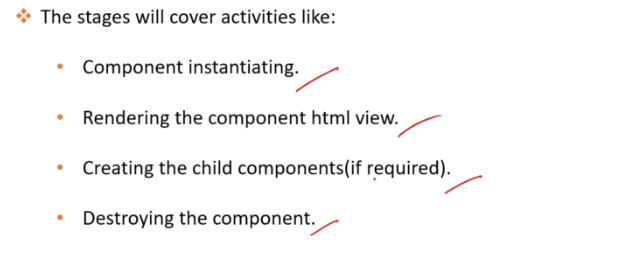 The stages will cover activities like:
Component instantiating.
Rendering the component html view.
Creating the child components(if required).
Destroying the component.